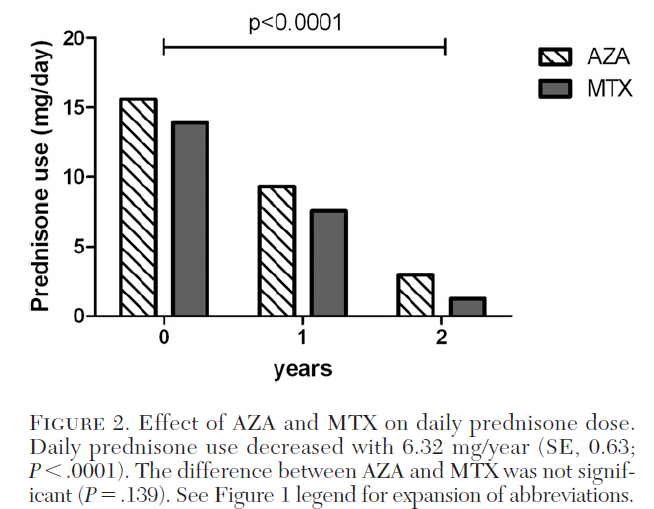 p<0.0001
20
15
10
5
0
Prednisone use (mg/day)
AZA
MTX
0 1 2
years
FIGURE 2. Effect of AZA and MTX on daily prednisone dose.
Daily prednisone use decreased with 6.32 mg/year (SE, 0.63;
P<.0001). The difference between AZA and MTX was not signif-
icant (P=.139). See Figure 1 legend for expansion of abbreviations.